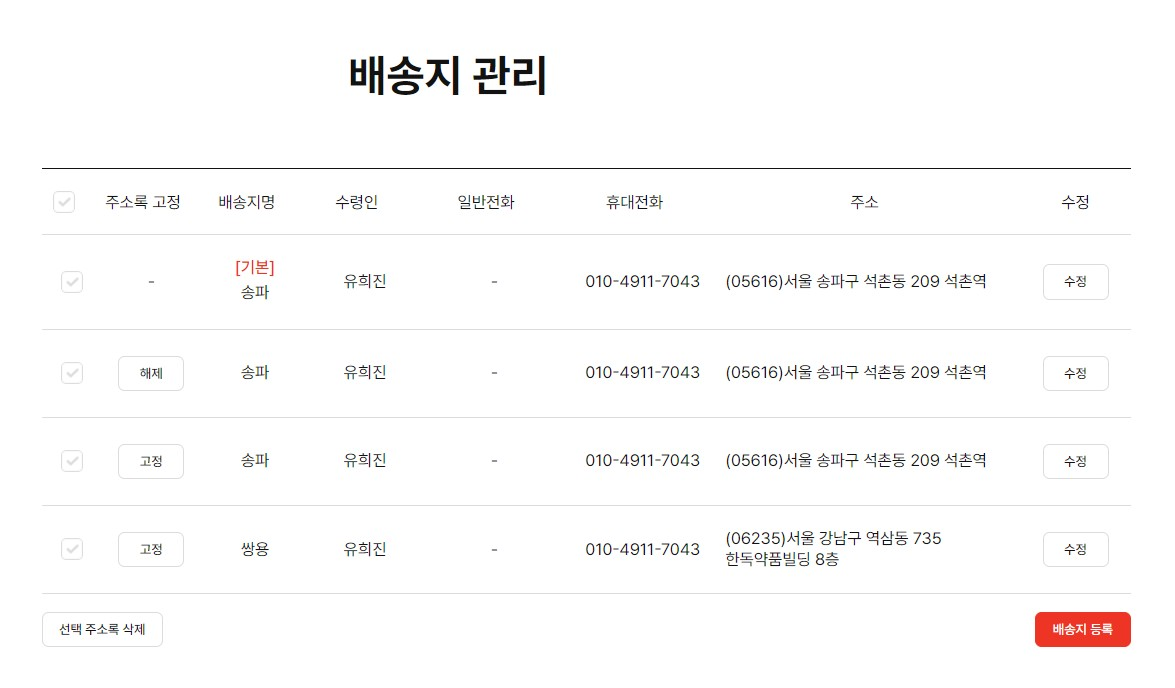 배송지 관리
주소록 고정 배송지명 수령인 일반전화 휴대전화 주소 수정
[기본]
- 송파 유희진 - 010-4911-7043 (05616)서울 송파구 석촌동 209 석촌역 수정
해제 송파 유희진 - 010-4911-7043 (05616)서울 송파구 석촌동 209 석촌역 수정
고정 송파 유희진 - 010-4911-7043 (05616)서울 송파구 석촌동 209 석촌역 수정
고정 쌍용 유희진 - 010-4911-7043 (06235)서울 강남구 역삼동 735
한독약품빌딩 8층 수정
선택 주소록 삭제 배송지 등록